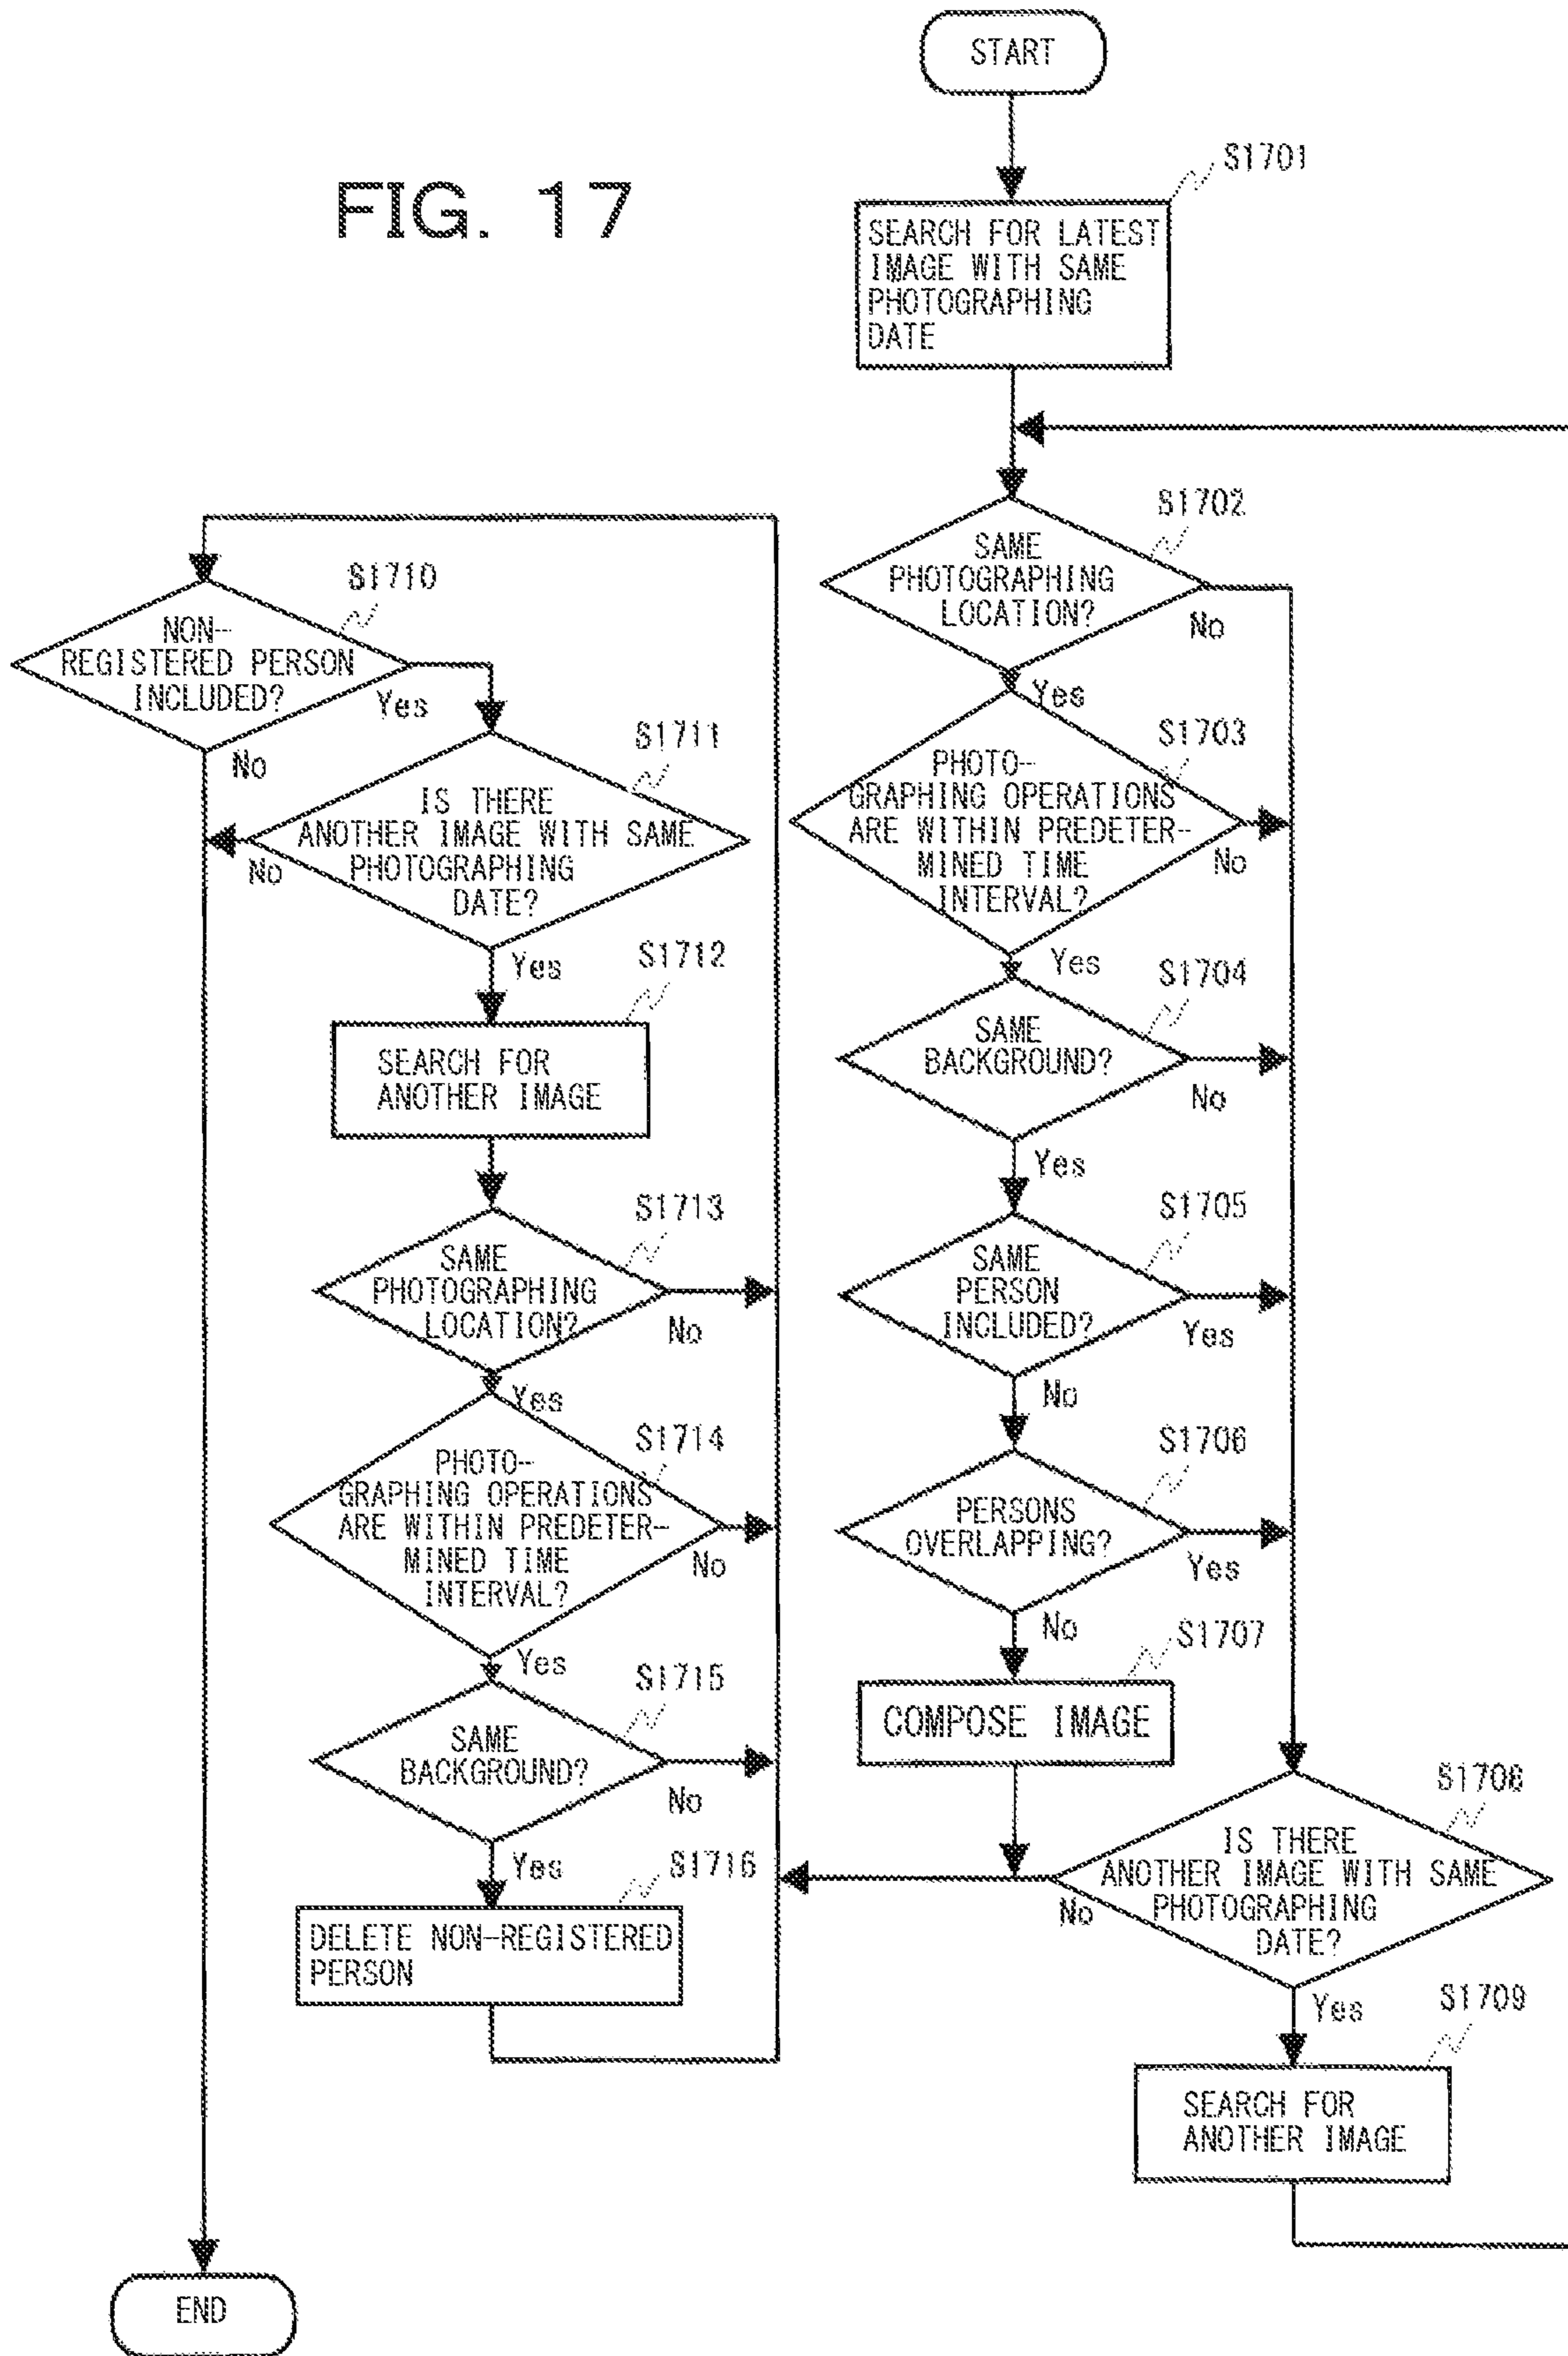 START
FIG. 17
S1701
SEARCH FOR LATEST
IMAGE WITH SAME
PHOTOGRAPHING
DATE
S1702
SAME
PHOTOGRAPHING
LOCATION?
No
Yes
S1703
PHOTO-
GRAPHING OPERATIONS
ARE WITHIN PREDETER-
MINED TIME
INTERVAL?
No
Yes
S1704
SAME
BACKGROUND?
No
Yes
S1705
SAME
PERSON
INCLUDED?
Yes
No
S1706
PERSONS
OVERLAPPING?
Yes
No
S1707
COMPOSE IMAGE
S1708
IS THERE
ANOTHER IMAGE WITH SAME
PHOTOGRAPHING
DATE?
No
Yes
S1709
SEARCH FOR
ANOTHER IMAGE
S1710
NON-
REGISTERED PERSON
INCLUDED?
Yes
No
S1711
IS THERE
ANOTHER IMAGE WITH SAME
PHOTOGRAPHING
DATE?
No
Yes
S1712
SEARCH FOR
ANOTHER IMAGE
S1713
SAME
PHOTOGRAPHING
LOCATION?
No
Yes
S1714
PHOTO-
GRAPHING OPERATIONS
ARE WITHIN PREDETER-
MINED TIME
INTERVAL?
No
Yes
S1715
SAME
BACKGROUND?
No
Yes
S1716
DELETE NON-REGISTERED
PERSON
END